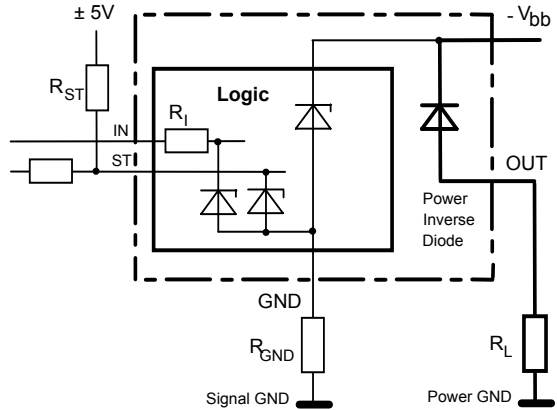 ± 5V
- Vbb
RST
Logic
IN
RI
ST
OUT
Power
Inverse
Diode
GND
RGND
RL
Signal GND
Power GND